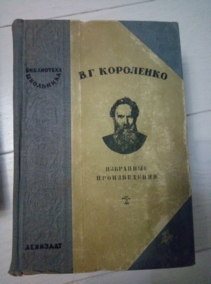 БИБЛИОТЕКА
ШКОЛЬНИКА
В.Г. КОРОЛЕНКО
ИЗБРАННЫЕ
ПРОИЗВЕДЕНИЯ
ДЕТИЗДАТ